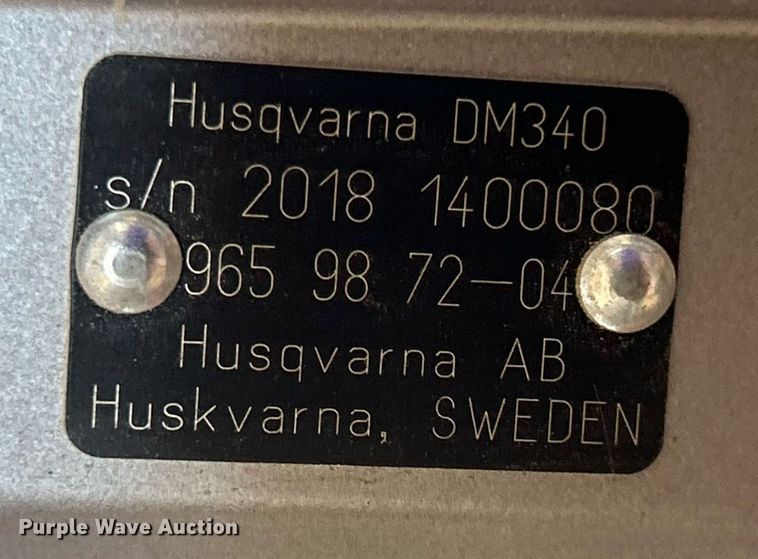 Husqvarna DM340
s/n 2018 1400080
965 98 72-04
Husqvarna AB
Huskvarna, SWEDEN
Purple Wave Auction